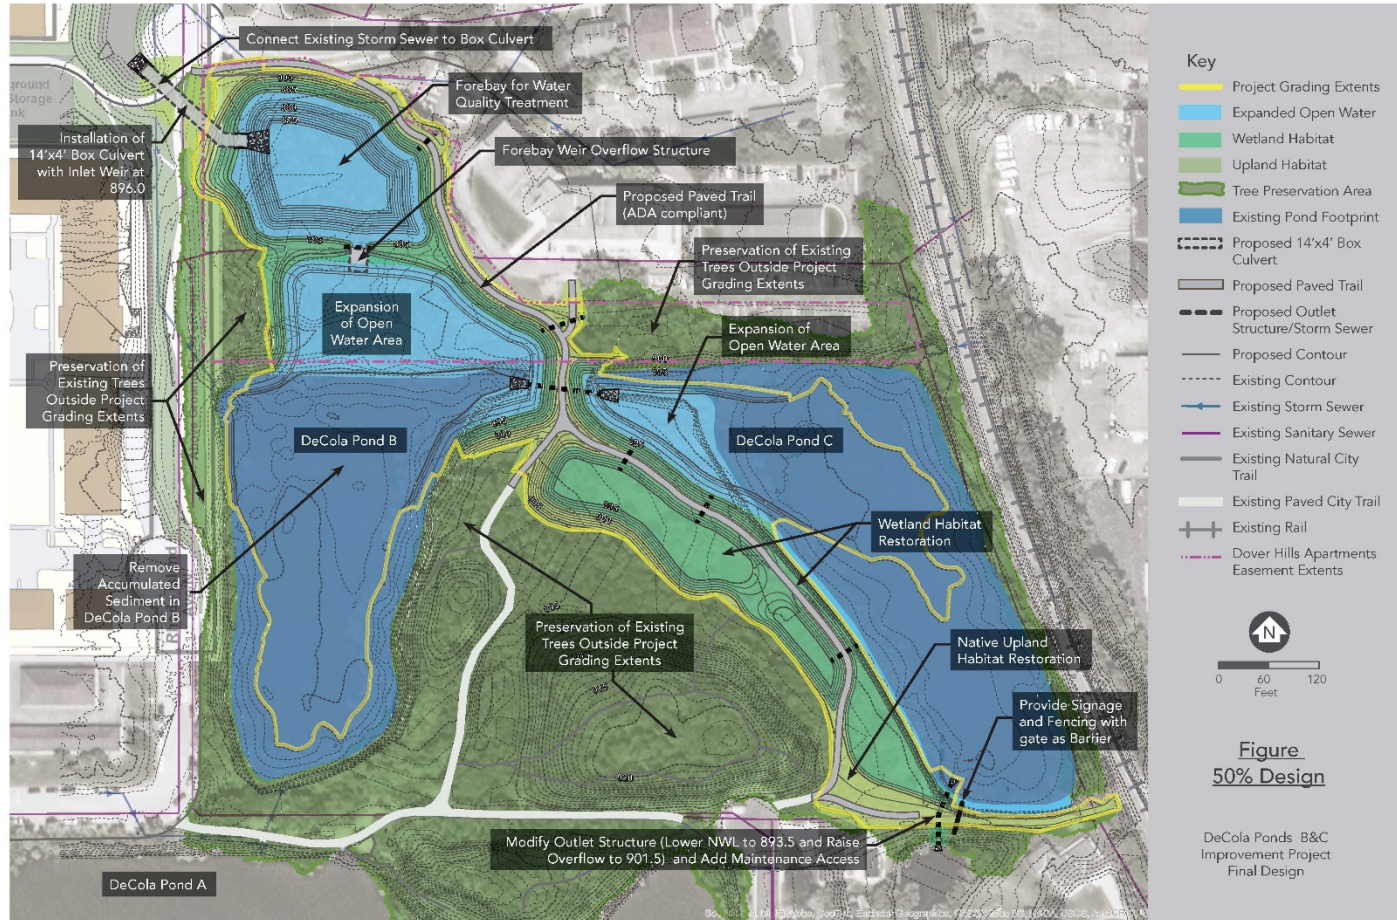 Connect Existing Storm Sewer to Box Culvert
Forebay for Water
Quality Treatment
Installation of
14'x4' Box Culvert
with Inlet Weir at
896.0
Forebay Weir Overflow Structure
Proposed Paved Trail
(ADA compliant)
Preservation of Existing
Trees Outside Project
Grading Extents
Expansion
of Open
Water Area
Expansion of
Open Water Area
Preservation of
Existing Trees
Outside Project
Grading Extents
DeCola Pond B
DeCola Pond C
Wetland Habitat
Restoration
Remove
Accumulated
Sediment in
DeCola Pond B
Preservation of Existing
Trees Outside Project
Grading Extents
Native Upland
Habitat Restoration
Provide Signage
and Fencing with
gate as Barrier
Modify Outlet Structure (Lower NWL to 893.5 and Raise
Overflow to 901.5) and Add Maintenance Access
DeCola Pond A
Key
Project Grading Extents
Expanded Open Water
Wetland Habitat
Upland Habitat
Tree Preservation Area
Existing Pond Footprint
Proposed 14'x4' Box
Culvert
Proposed Paved Trail
Proposed Outlet
Structure/Storm Sewer
Proposed Contour
Existing Contour
Existing Storm Sewer
Existing Sanitary Sewer
Existing Natural City
Trail
Existing Paved City Trail
Existing Rail
Dover Hills Apartments
Easement Extents
N
0 60 120
Feet
Figure
50% Design
DeCola Ponds B&C
Improvement Project
Final Design